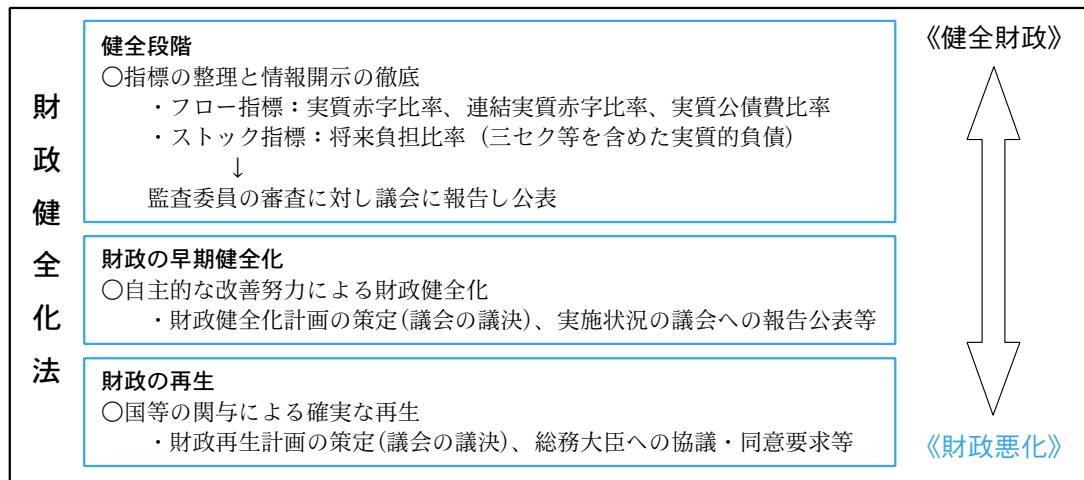 財政健全化法
健全段階
○指標の整理と情報開示の徹底
・フロー指標：実質赤字比率、連結実質赤字比率、実質公債費比率
・ストック指標：将来負担比率（三セク等を含めた実質的負債）
↓
監査委員の審査に対し議会に報告し公表
財政の早期健全化
○自主的な改善努力による財政健全化
・財政健全化計画の策定(議会の議決)、実施状況の議会への報告公表等
財政の再生
○国等の関与による確実な再生
・財政再生計画の策定(議会の議決)、総務大臣への協議・同意要求等
《健全財政》
《財政悪化》